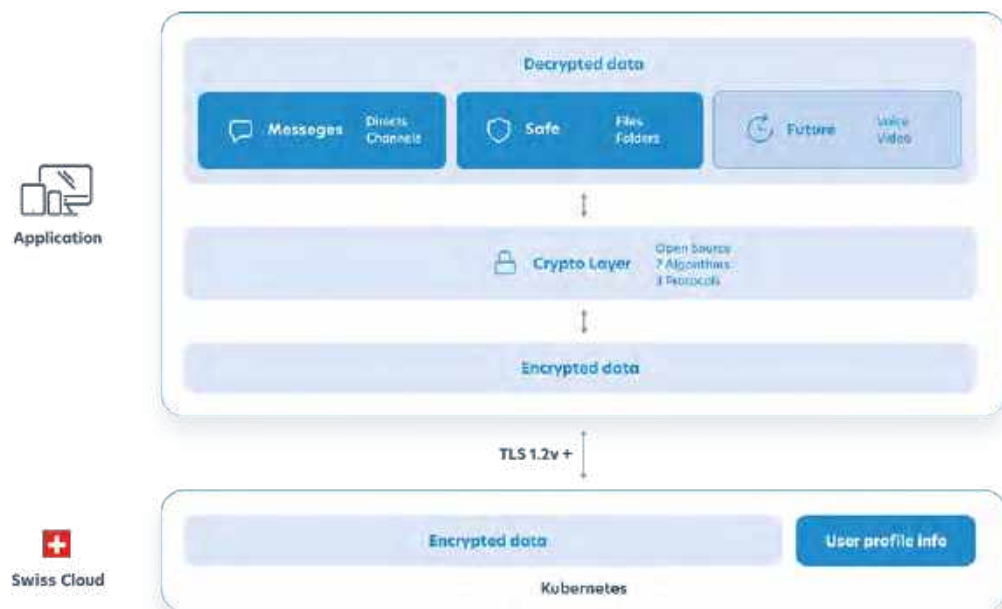 Decrypted data
Messages
Directs
Channels
Safe
Files
Folders
Future
Voice
Video
Application
Crypto Layer
Open Source
7 Algorithms
3 Protocols
Encrypted data
TLS 1.2v +
Encrypted data
User profile info
Swiss Cloud
Kubernetes